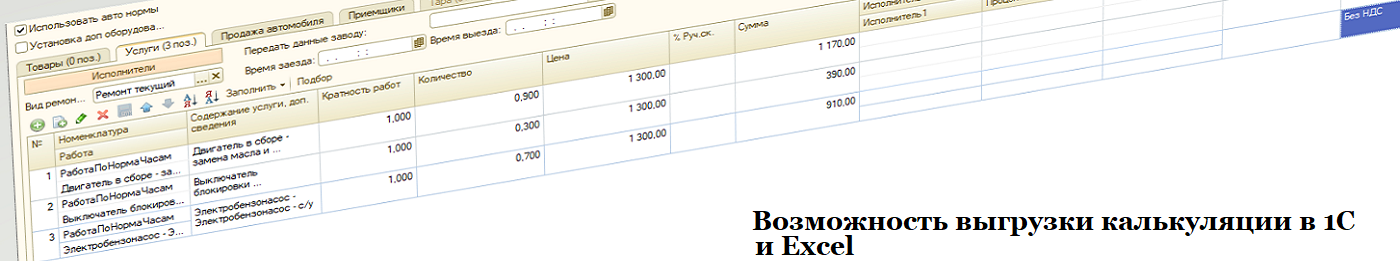 Использовать авто нормы
Установка доп оборудова...
Товары (0 поз.) Услуги (3 поз.) Продажа автомобиля Приемщики
Исполнители Передать данные заводу: . . : :
Вид ремон... Ремонт текущий ... Время заезда: . . : : Время выезда: . . : :
Заполнить Подбор
№ Номенклатура Содержание услуги, доп. сведения Кратность работ Количество Цена % Руч.ск. Сумма Исполнитель 1
Работа
1 РаботаПоНормаЧасам Двигатель в сборе - замена масла и ... 1,000 0,900 1 300,00 1 170,00 Без НДС
Двигатель в сборе - за...
2 РаботаПоНормаЧасам Выключатель блокировки ... 1,000 0,300 1 300,00 390,00
Выключатель блокиров...
3 РаботаПоНормаЧасам Электробензонасос - Электробензонасос - с/у 1,000 0,700 1 300,00 910,00
Электробензонасос - Э...
Возможность выгрузки калькуляции в 1С
и Excel